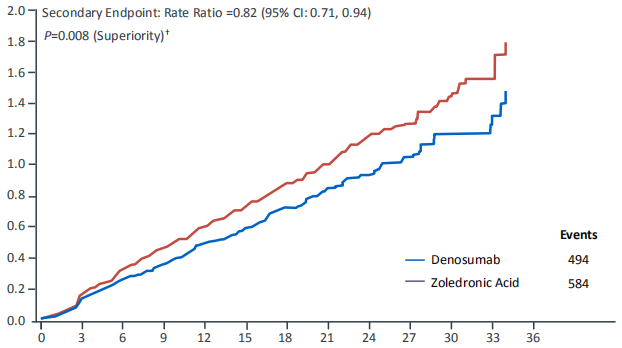 Secondary Endpoint: Rate Ratio =0.82 (95% CI: 0.71, 0.94)
P=0.008 (Superiority)†
2.0
1.8
1.6
1.4
1.2
1.0
0.8
0.6
0.4
0.2
0.0
Events
Denosumab 494
Zoledronic Acid 584
0 3 6 9 12 15 18 21 24 27 30 33 36